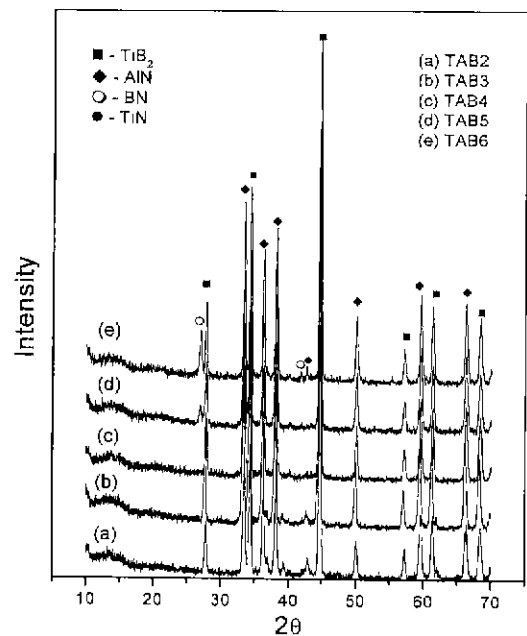 ■ - TiB₂
◆ - AlN
○ - BN
● - TiN
(a) TAB2
(b) TAB3
(c) TAB4
(d) TAB5
(e) TAB6
Intensity
(e)
(d)
(c)
(b)
(a)
10 20 30 40 50 60 70
2θ